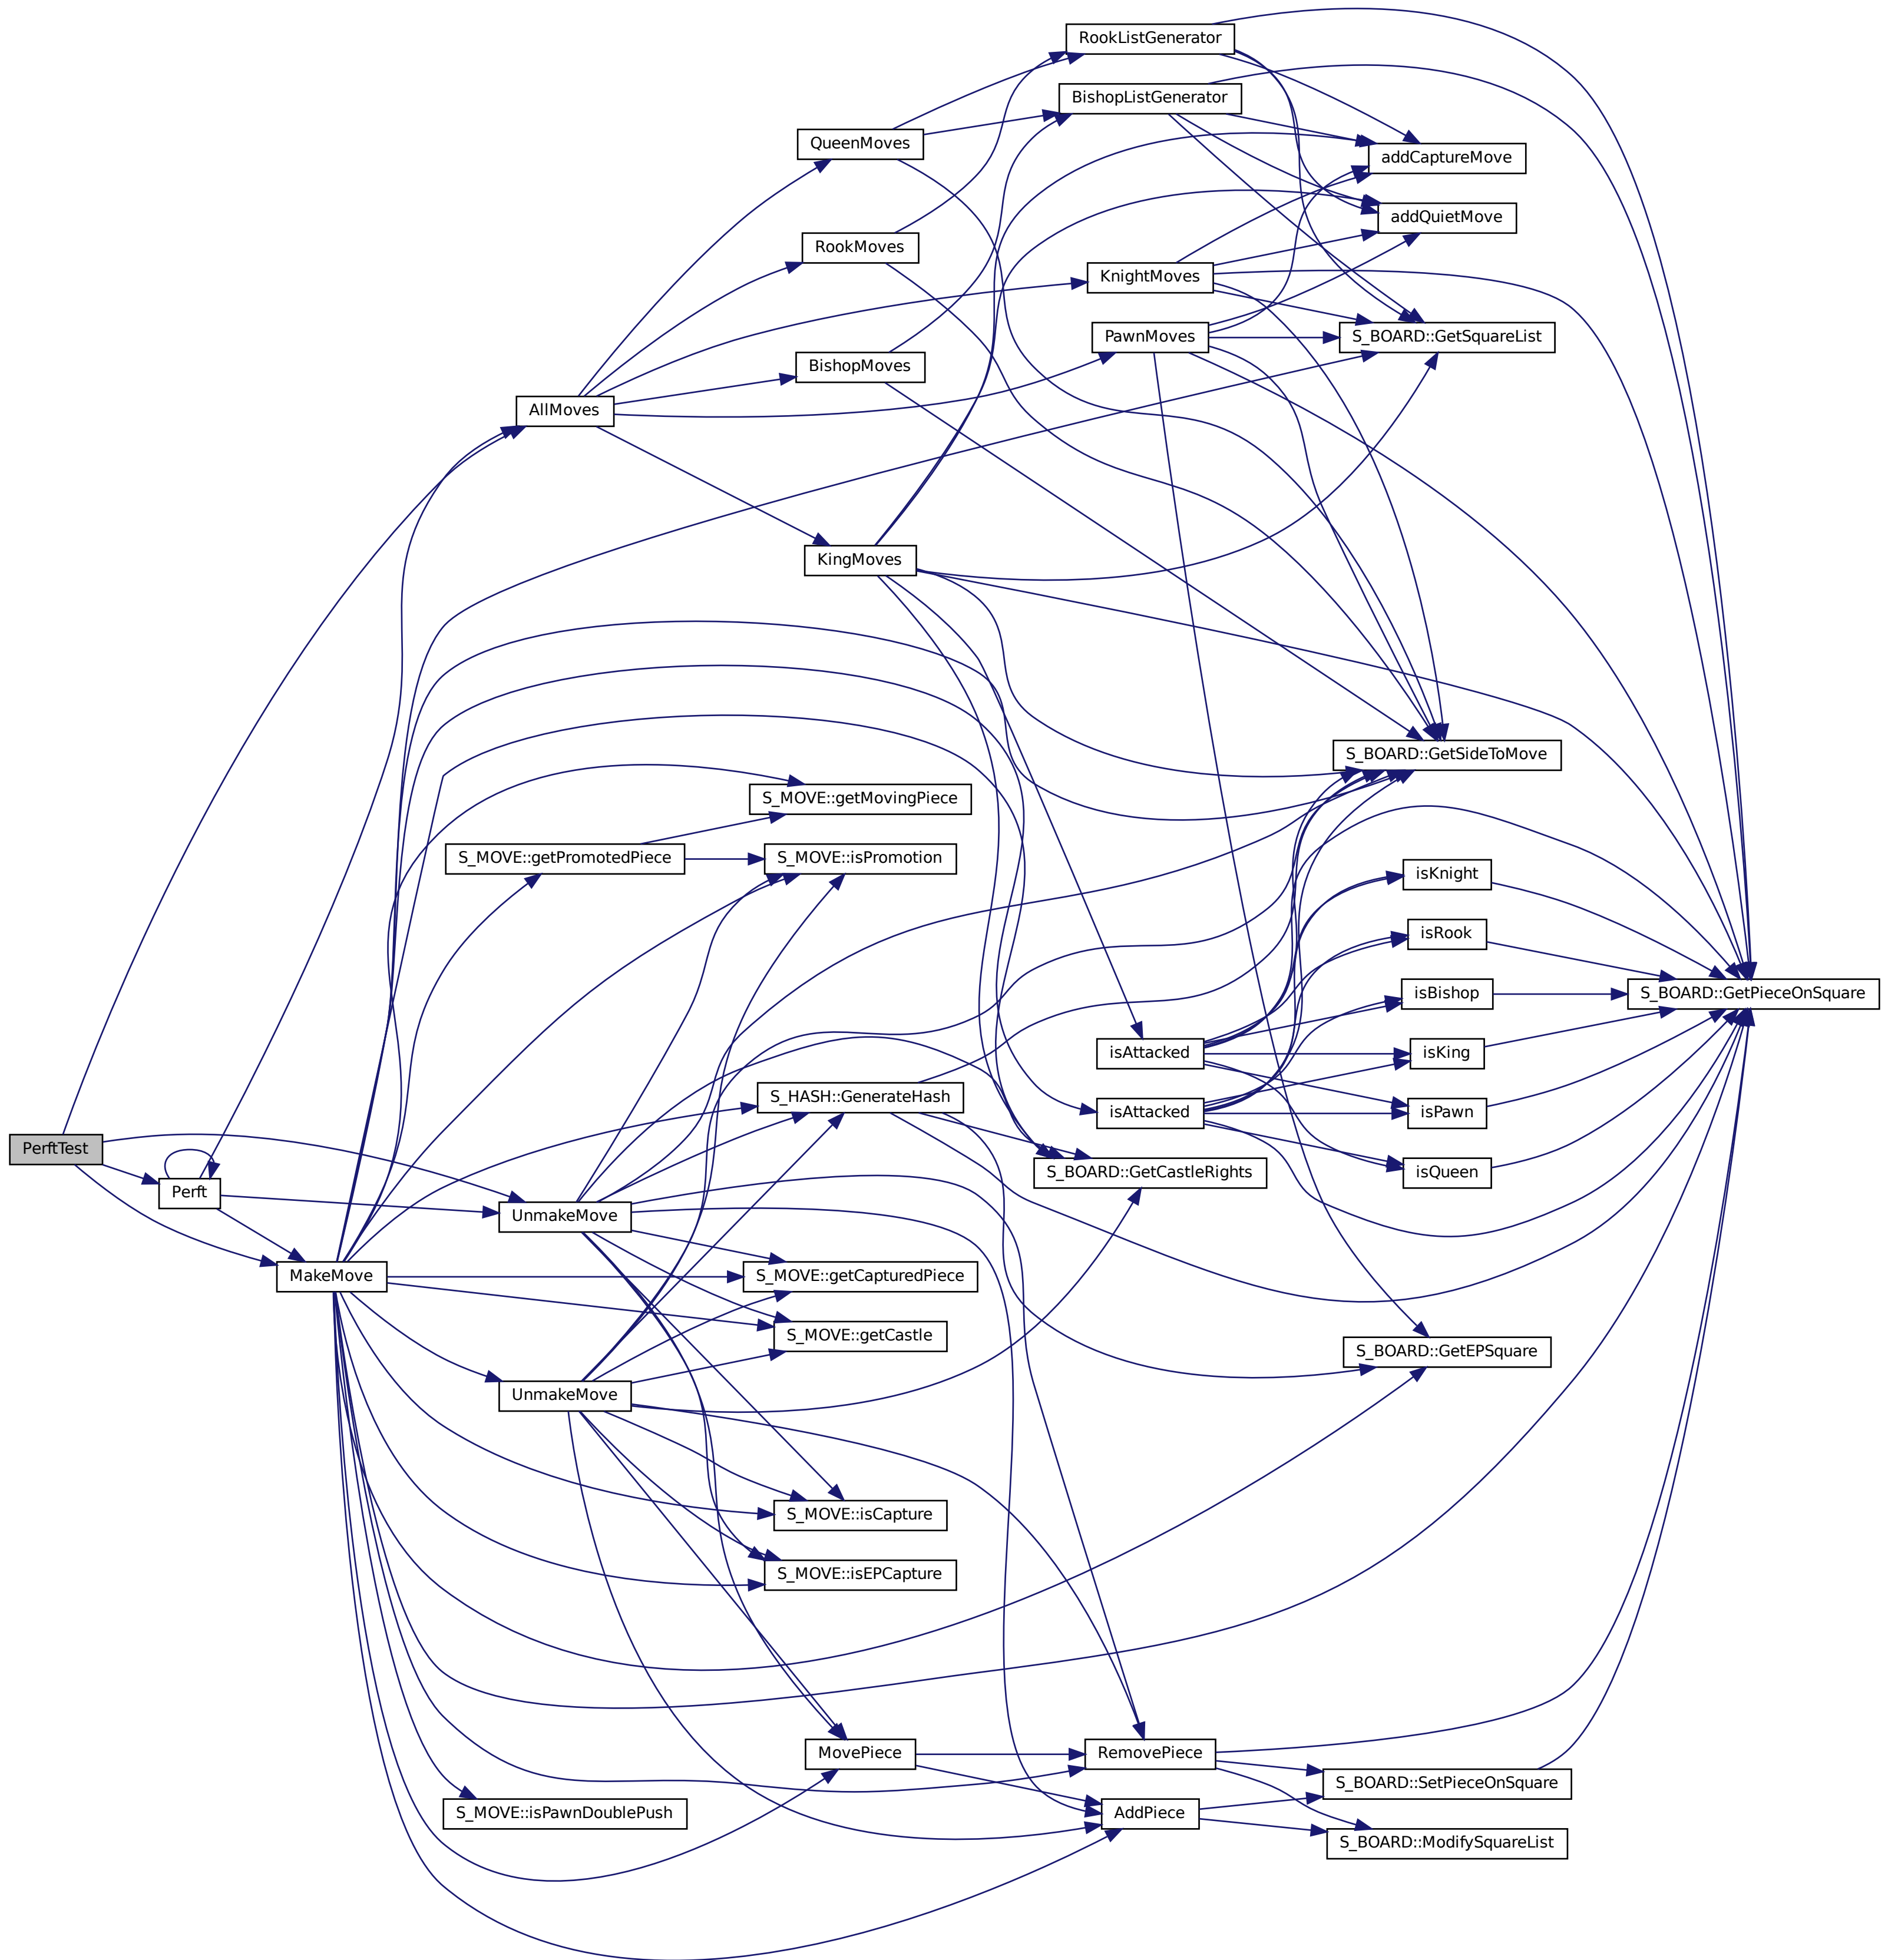 RookListGenerator
BishopListGenerator
QueenMoves
addCaptureMove
addQuietMove
RookMoves
KnightMoves
PawnMoves
S_BOARD::GetSquareList
BishopMoves
AllMoves
KingMoves
S_BOARD::GetSideToMove
S_MOVE::getMovingPiece
S_MOVE::getPromotedPiece
S_MOVE::isPromotion
isKnight
isRook
isBishop
S_BOARD::GetPieceOnSquare
isAttacked
isKing
S_HASH::GenerateHash
isAttacked
isPawn
PerftTest
S_BOARD::GetCastleRights
isQueen
Perft
UnmakeMove
MakeMove
S_MOVE::getCapturedPiece
S_MOVE::getCastle
S_BOARD::GetEPSquare
UnmakeMove
S_MOVE::isCapture
S_MOVE::isEPCapture
MovePiece
RemovePiece
S_BOARD::SetPieceOnSquare
S_MOVE::isPawnDoublePush
AddPiece
S_BOARD::ModifySquareList